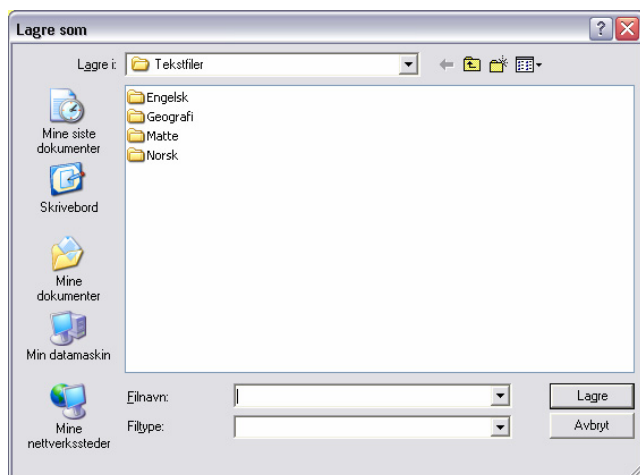 Lagre som
Lagre i:
Tekstfiler
Mine siste
dokumenter
Skrivebord
Mine
dokumenter
Min datamaskin
Mine
nettverkssteder
Engelsk
Geografi
Matte
Norsk
Filnavn:
Lagre
Filtype:
Avbryt